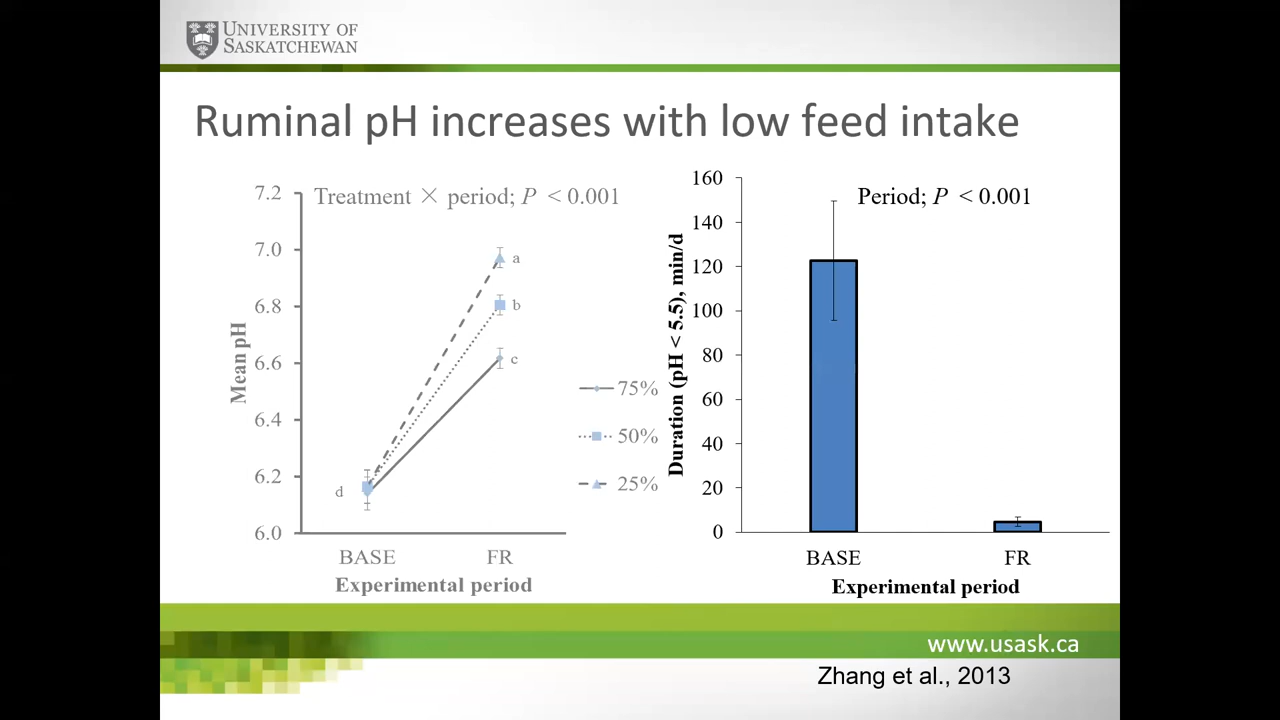 UNIVERSITY OF
SASKATCHEWAN
Ruminal pH increases with low feed intake
Treatment × period; P < 0.001
7.2
7.0
6.8
6.6
6.4
6.2
6.0
Mean pH
a
b
c
d
75%
50%
25%
BASE
FR
Experimental period
Period; P < 0.001
160
140
120
100
80
60
40
20
0
Duration (pH < 5.5), min/d
BASE
FR
Experimental period
www.usask.ca
Zhang et al., 2013